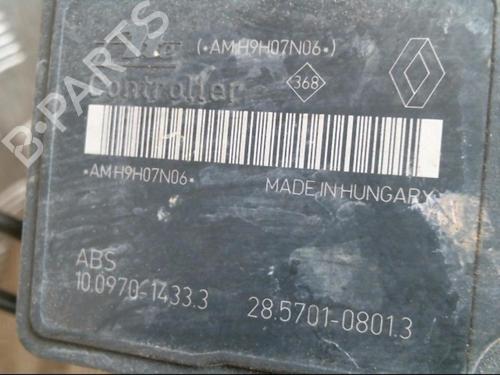 (•AMH9H07N06•)
Controller
368
•AMH9H07N06•
MADE IN HUNGARY
ABS
10.0970-1433.3
28.5701-0801.3
B-PARTS